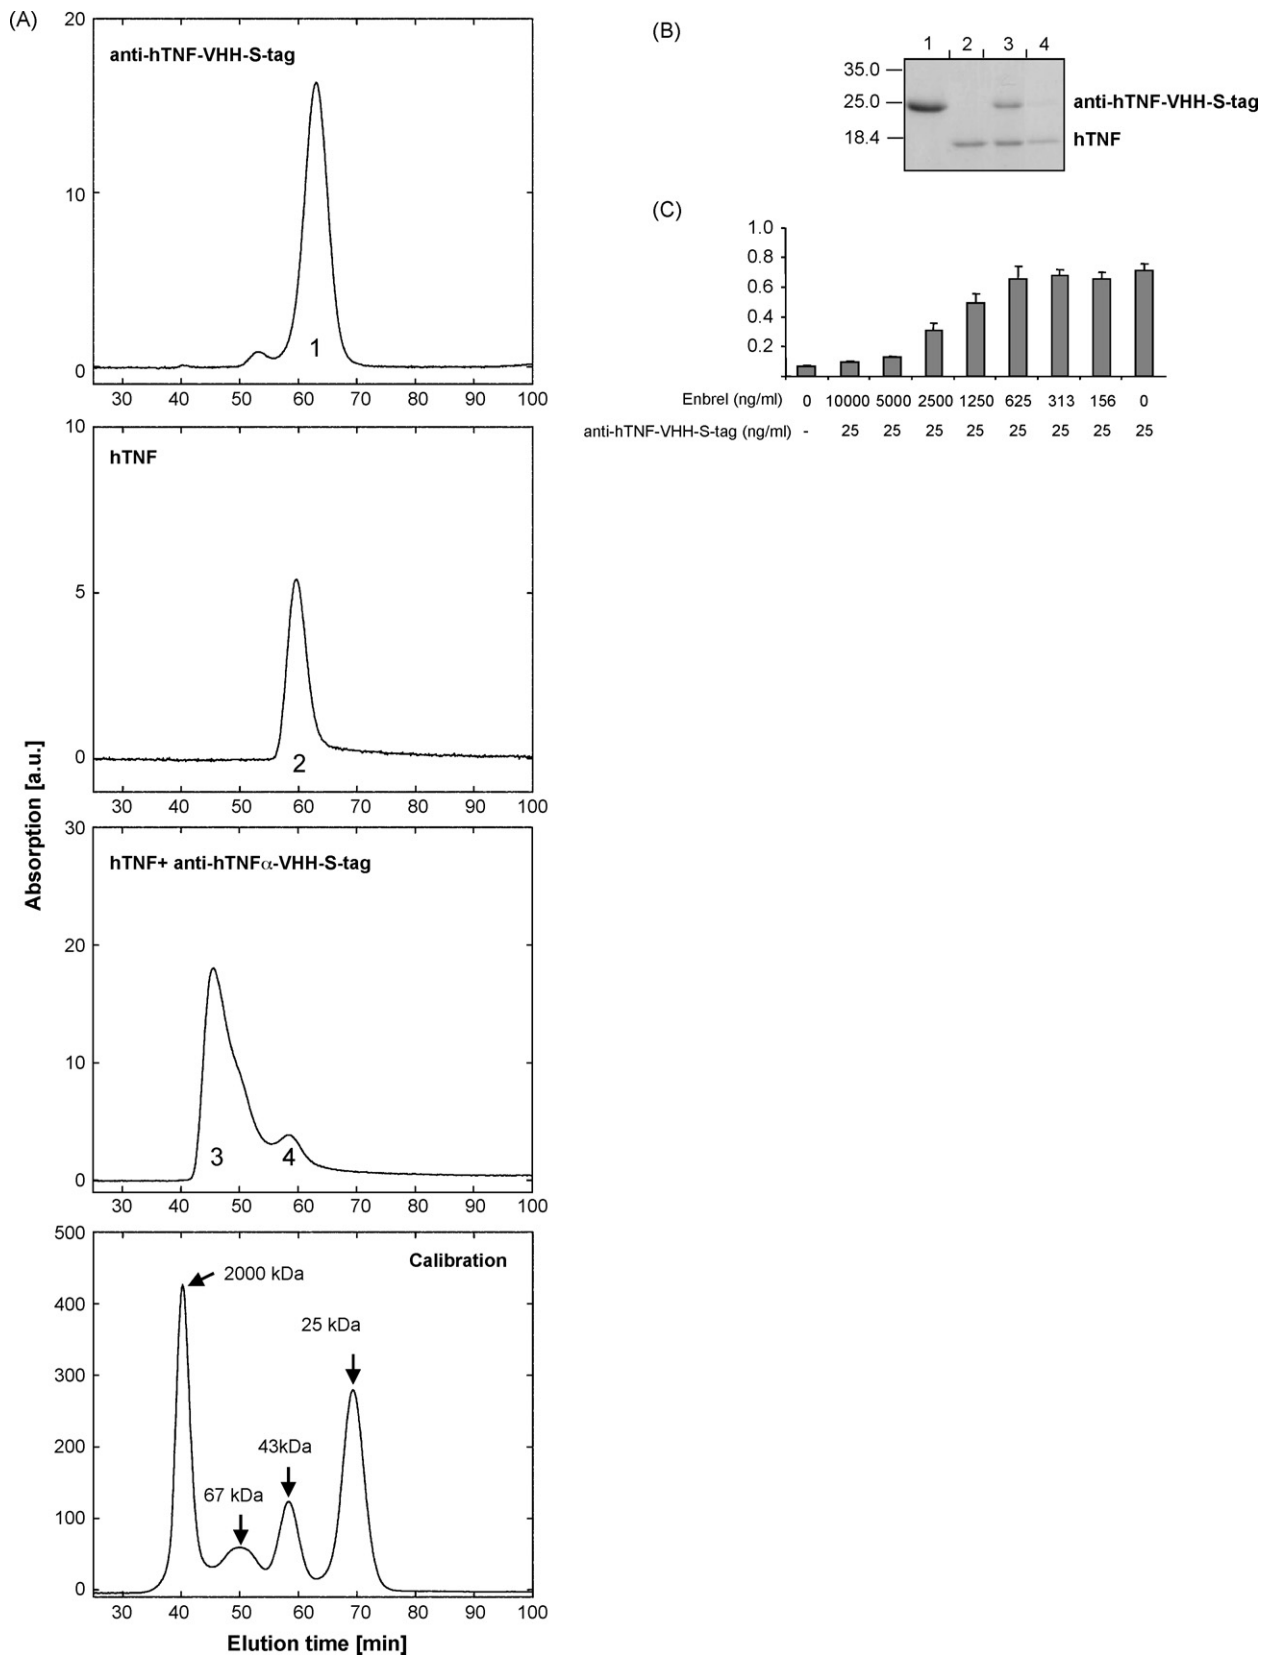 (A)
20
anti-hTNF-VHH-S-tag
10
1
0
30 40 50 60 70 80 90 100
10
hTNF
5
0
2
30 40 50 60 70 80 90 100
30
hTNF+ anti-hTNFα-VHH-S-tag
20
10
3 4
0
30 40 50 60 70 80 90 100
500
Calibration
2000 kDa
400
25 kDa
300
200
43kDa
67 kDa
100
0
30 40 50 60 70 80 90 100
Elution time [min]
Absorption [a.u.]
(B)
1 2 3 4
35.0
25.0
anti-hTNF-VHH-S-tag
18.4
hTNF
(C)
1.0
0.8
0.6
0.4
0.2
Enbrel (ng/ml) 0 10000 5000 2500 1250 625 313 156 0
anti-hTNF-VHH-S-tag (ng/ml) - 25 25 25 25 25 25 25 25